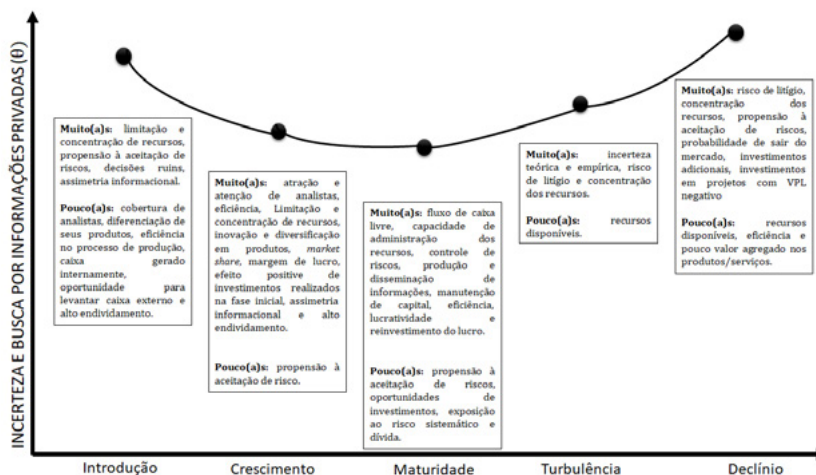 INCERTEZA E BUSCA POR INFORMAÇÕES PRIVADAS (θ)
Muito(a)s: limitação e
concentração de recursos,
propensão à aceitação de
riscos, decisões ruins,
assimetria informacional.
Pouco(a)s: cobertura de
analistas, diferenciação de
seus produtos, eficiência
no processo de produção,
caixa gerado
internamente,
oportunidade para
levantar caixa externo e
alto endividamento.
Muito(a)s: atração e
atenção de analistas,
eficiência, Limitação e
concentração de recursos,
inovação e diversificação
em produtos, market
share, margem de lucro,
efeito positive de
investimentos realizados
na fase inicial, assimetria
informacional e alto
endividamento.
Pouco(a)s: propensão à
aceitação de risco.
Muito(a)s: fluxo de caixa
livre, capacidade de
administração dos
recursos, controle de
riscos, produção e
disseminação de
informações, manutenção
de capital, eficiência,
lucratividade e
reinvestimento do lucro.
Pouco(a)s: propensão à
aceitação de riscos,
oportunidades de
investimentos, exposição
ao risco sistemático e
dívida.
Muito(a)s: incerteza
teórica e empírica, risco
de litígio e concentração
dos recursos.
Pouco(a)s: recursos
disponíveis.
Muito(a)s: risco de litígio,
concentração dos
recursos, propensão à
aceitação de riscos,
probabilidade de sair do
mercado, investimentos
adicionais, investimentos
em projetos com VPL
negativo
Pouco(a)s: recursos
disponíveis, eficiência e
pouco valor agregado nos
produtos/serviços.
Introdução
Crescimento
Maturidade
Turbulência
Declínio